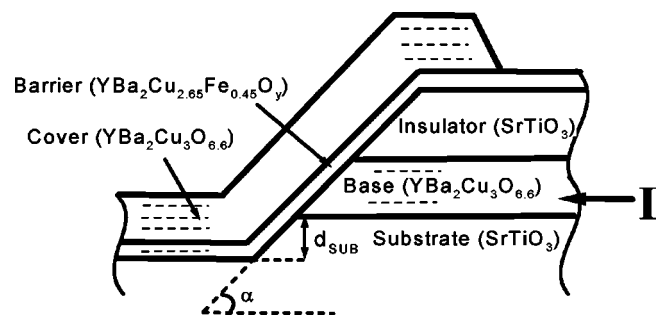 Barrier (YBa₂Cu₂.₆₅Fe₀.₄₅Oy)
Cover (YBa₂Cu₃O₆.₆)
Insulator (SrTiO₃)
Base (YBa₂Cu₃O₆.₆)
I
dSUB
Substrate (SrTiO₃)
α